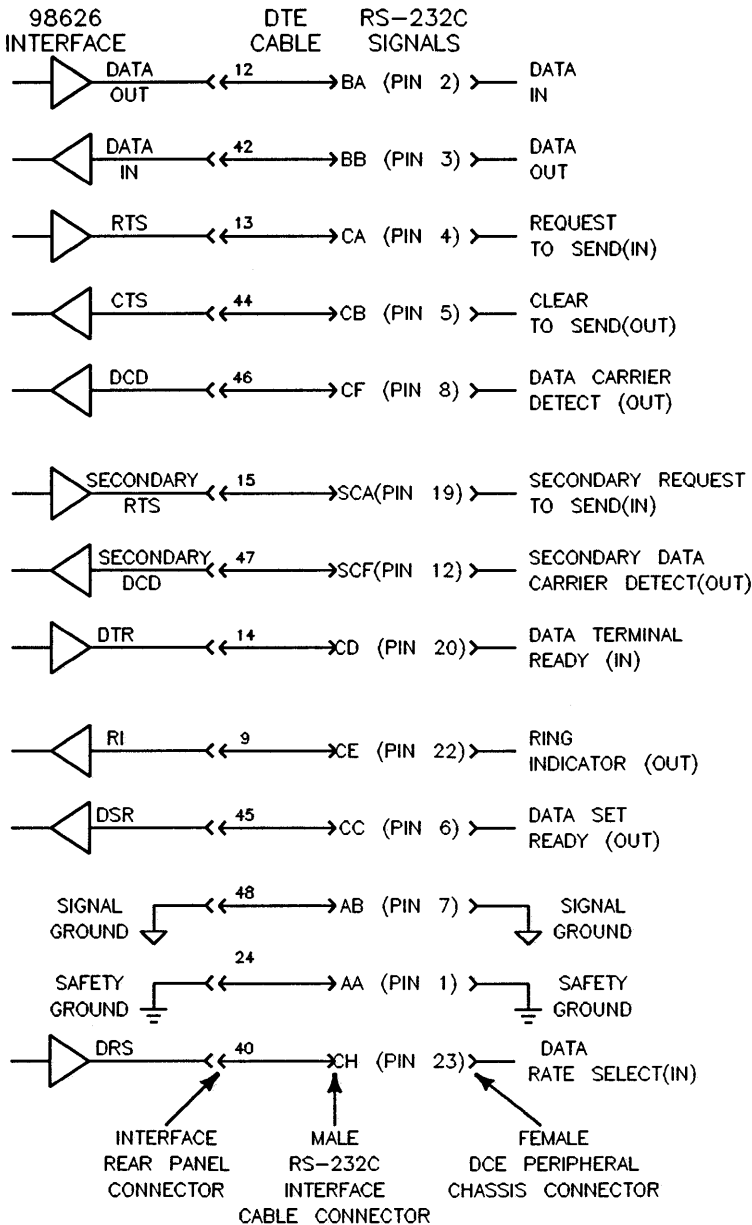 98626 INTERFACE DTE CABLE RS-232C SIGNALS
DATA OUT 12 BA (PIN 2) DATA IN
DATA IN 42 BB (PIN 3) DATA OUT
RTS 13 CA (PIN 4) REQUEST TO SEND(IN)
CTS 44 CB (PIN 5) CLEAR TO SEND(OUT)
DCD 46 CF (PIN 8) DATA CARRIER DETECT (OUT)
SECONDARY RTS 15 SCA(PIN 19) SECONDARY REQUEST TO SEND(IN)
SECONDARY DCD 47 SCF(PIN 12) SECONDARY DATA CARRIER DETECT(OUT)
DTR 14 CD (PIN 20) DATA TERMINAL READY (IN)
RI 9 CE (PIN 22) RING INDICATOR (OUT)
DSR 45 CC (PIN 6) DATA SET READY (OUT)
SIGNAL GROUND 48 AB (PIN 7) SIGNAL GROUND
SAFETY GROUND 24 AA (PIN 1) SAFETY GROUND
DRS 40 CH (PIN 23) DATA RATE SELECT(IN)
INTERFACE REAR PANEL CONNECTOR
MALE RS-232C INTERFACE CABLE CONNECTOR
FEMALE DCE PERIPHERAL CHASSIS CONNECTOR